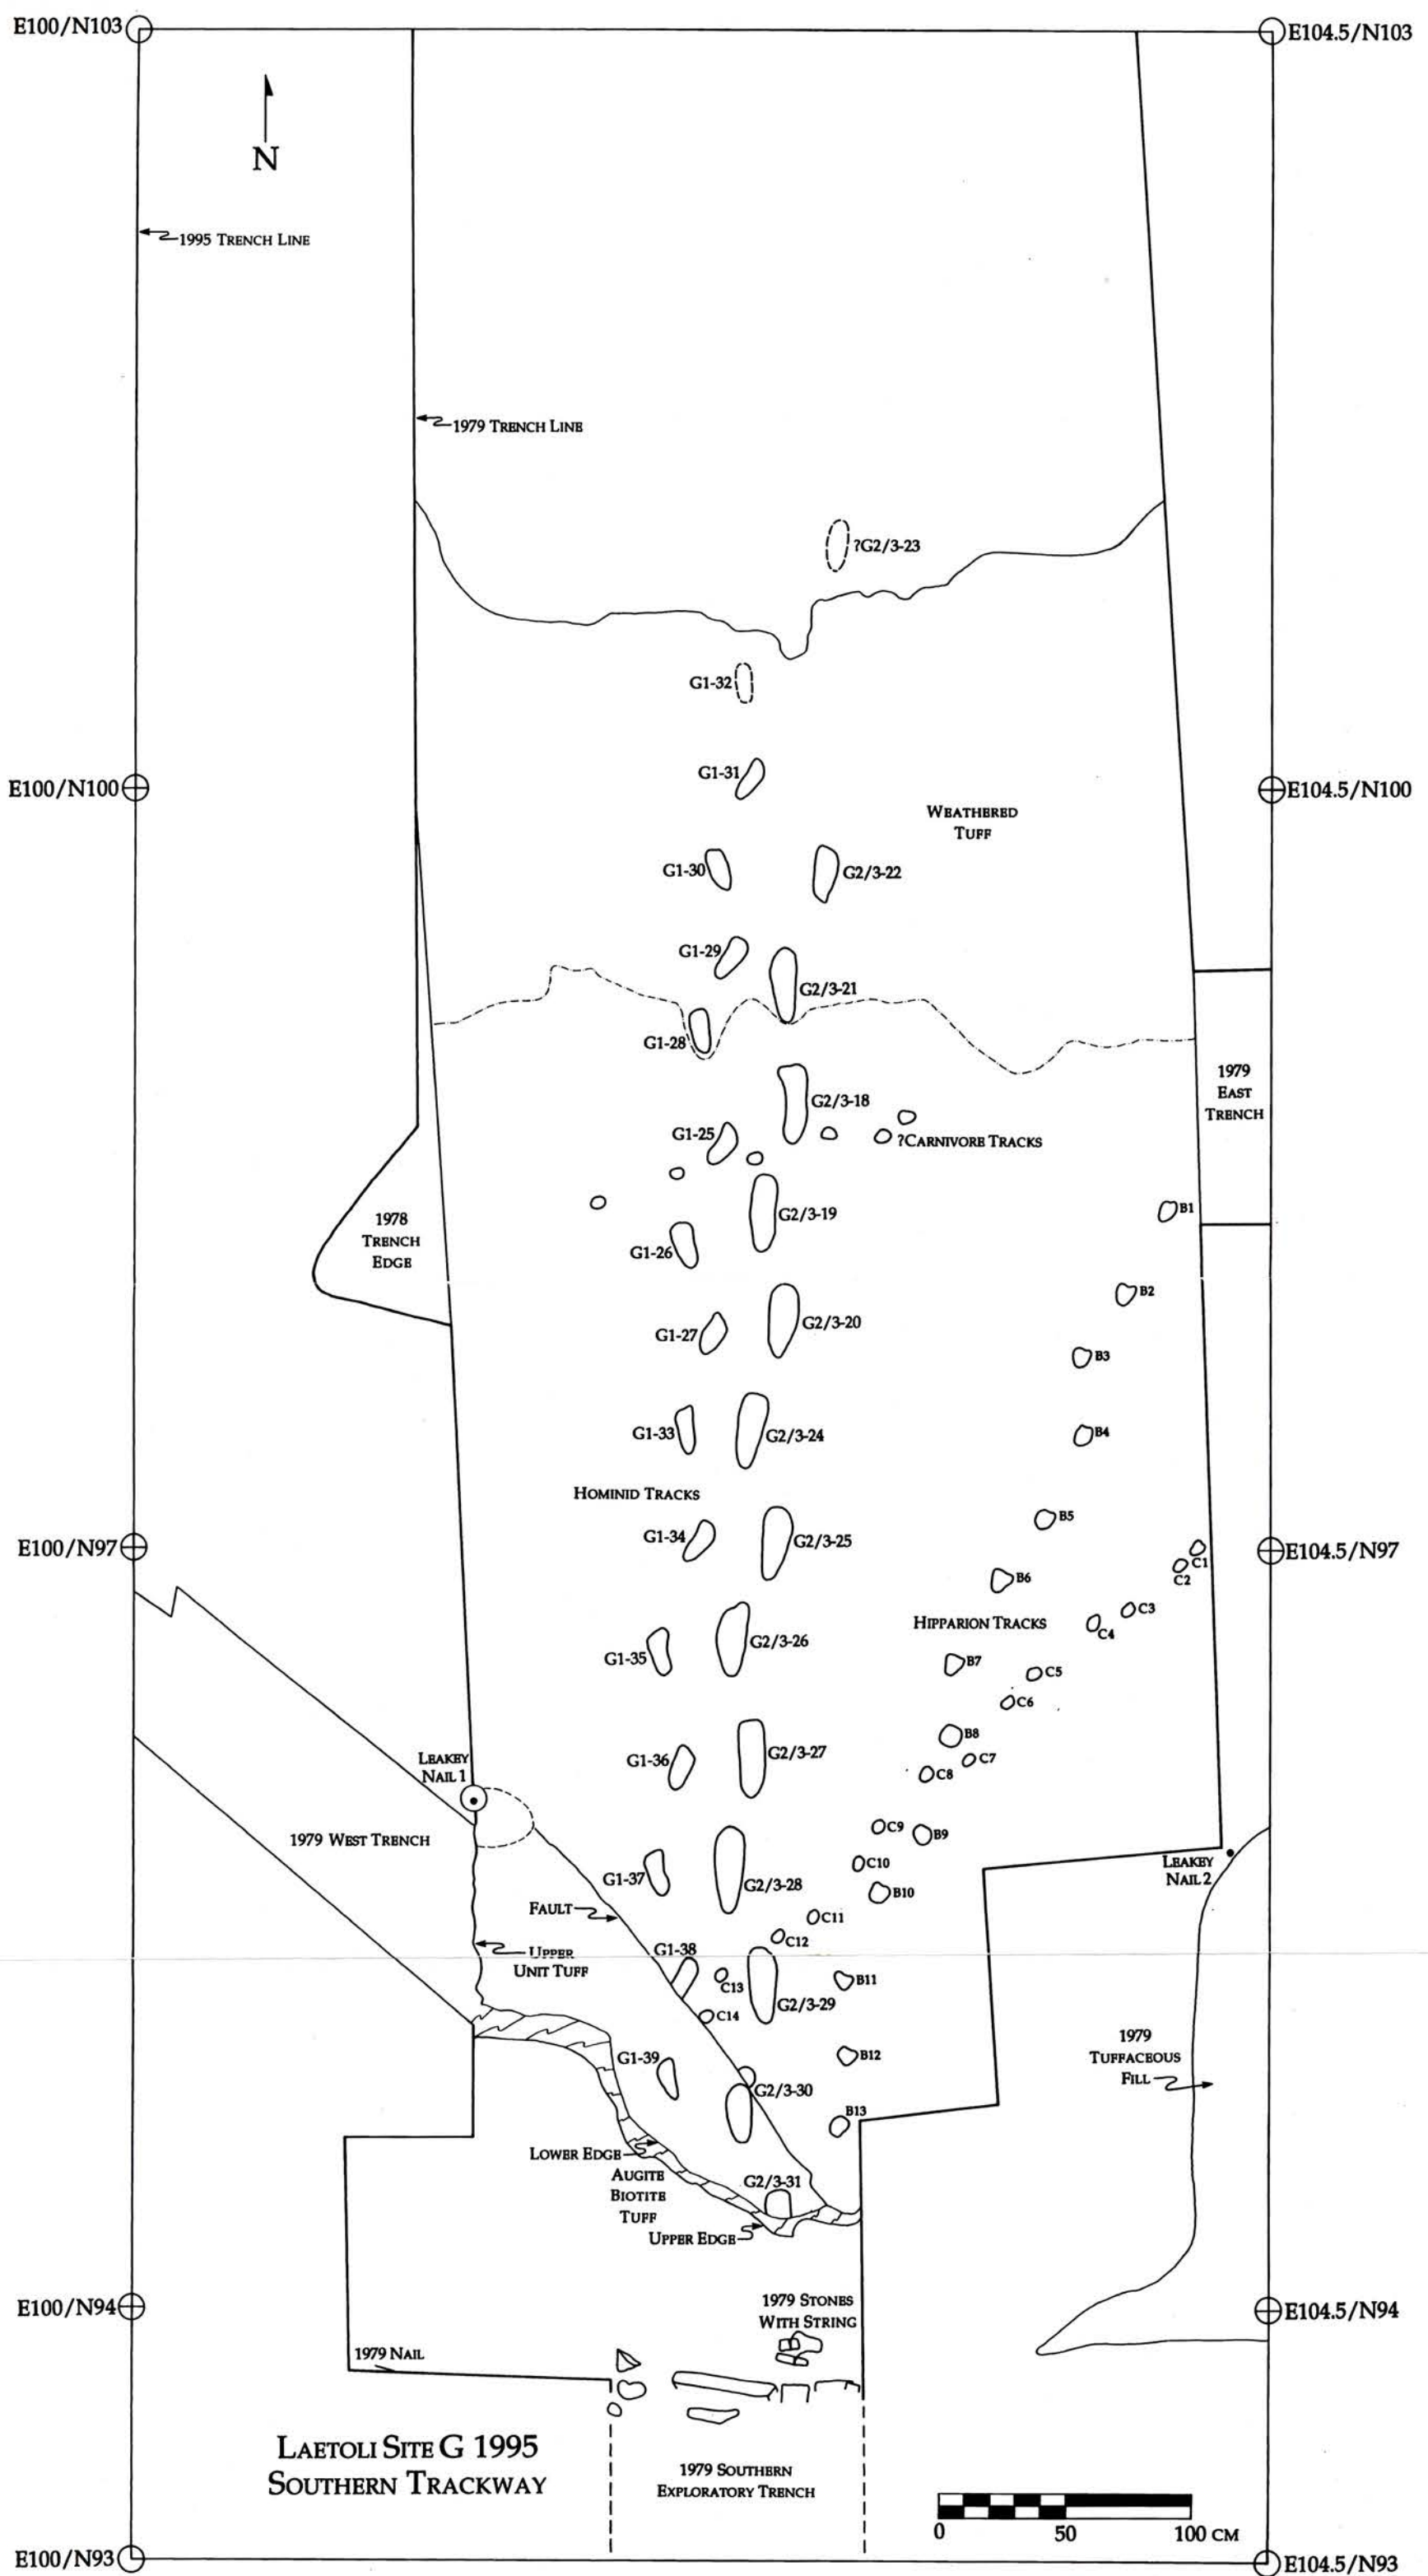 E100/N103
E104.5/N103
N
1995 TRENCH LINE
1979 TRENCH LINE
?G2/3-23
G1-32
G1-31
E100/N100
E104.5/N100
WEATHERED
TUFF
G1-30
G2/3-22
G1-29
G2/3-21
G1-28
1979
EAST
TRENCH
G2/3-18
G1-25
?CARNIVORE TRACKS
B1
G2/3-19
1978
TRENCH
EDGE
G1-26
B2
G2/3-20
G1-27
B3
G1-33
G2/3-24
B4
HOMINID TRACKS
B5
G1-34
G2/3-25
E100/N97
E104.5/N97
C1
C2
B6
C3
HIPPARION TRACKS
C4
G2/3-26
G1-35
B7
C5
C6
B8
G2/3-27
G1-36
C7
C8
LEAKEY
NAIL 1
C9
B9
1979 WEST TRENCH
C10
LEAKEY
NAIL 2
G1-37
G2/3-28
B10
FAULT
C11
C12
G1-38
UPPER
UNIT TUFF
C13
B11
G2/3-29
C14
1979
TUFFACEOUS
FILL
B12
G1-39
G2/3-30
B13
LOWER EDGE
AUGITE
BIOTITE
TUFF
G2/3-31
UPPER EDGE
1979 STONES
WITH STRING
E100/N94
E104.5/N94
1979 NAIL
LAETOLI SITE G 1995
SOUTHERN TRACKWAY
1979 SOUTHERN
EXPLORATORY TRENCH
0 50 100 CM
E100/N93
E104.5/N93